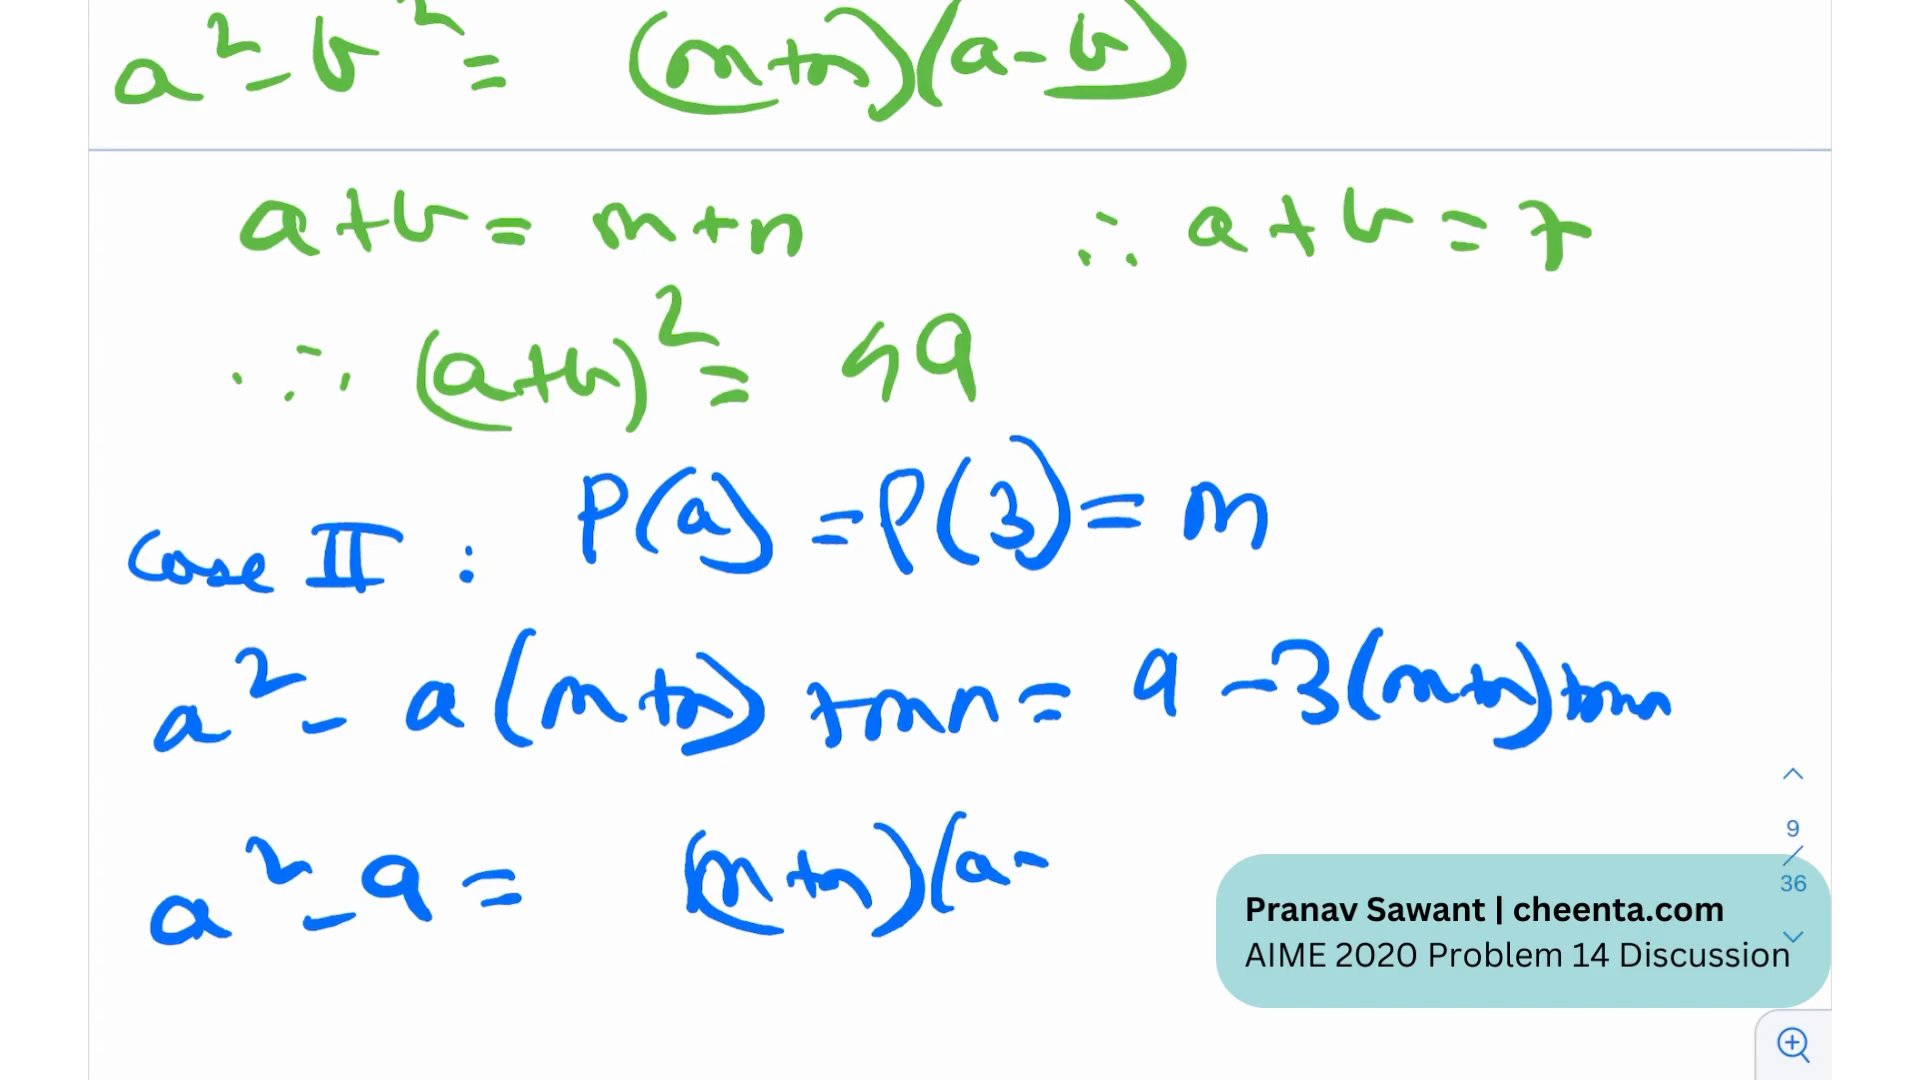 a² - b² = (m+n)(a-b)
a+b = m+n ∴ a+b = 7
∴ (a+b)² = 49
Case II : P(a) = P(3) = m
a² - a(m+n) + mn = 9 - 3(m+n) + mn
a² - 9 = (m+n)(a-
9
/
36
Pranav Sawant | cheenta.com
AIME 2020 Problem 14 Discussion